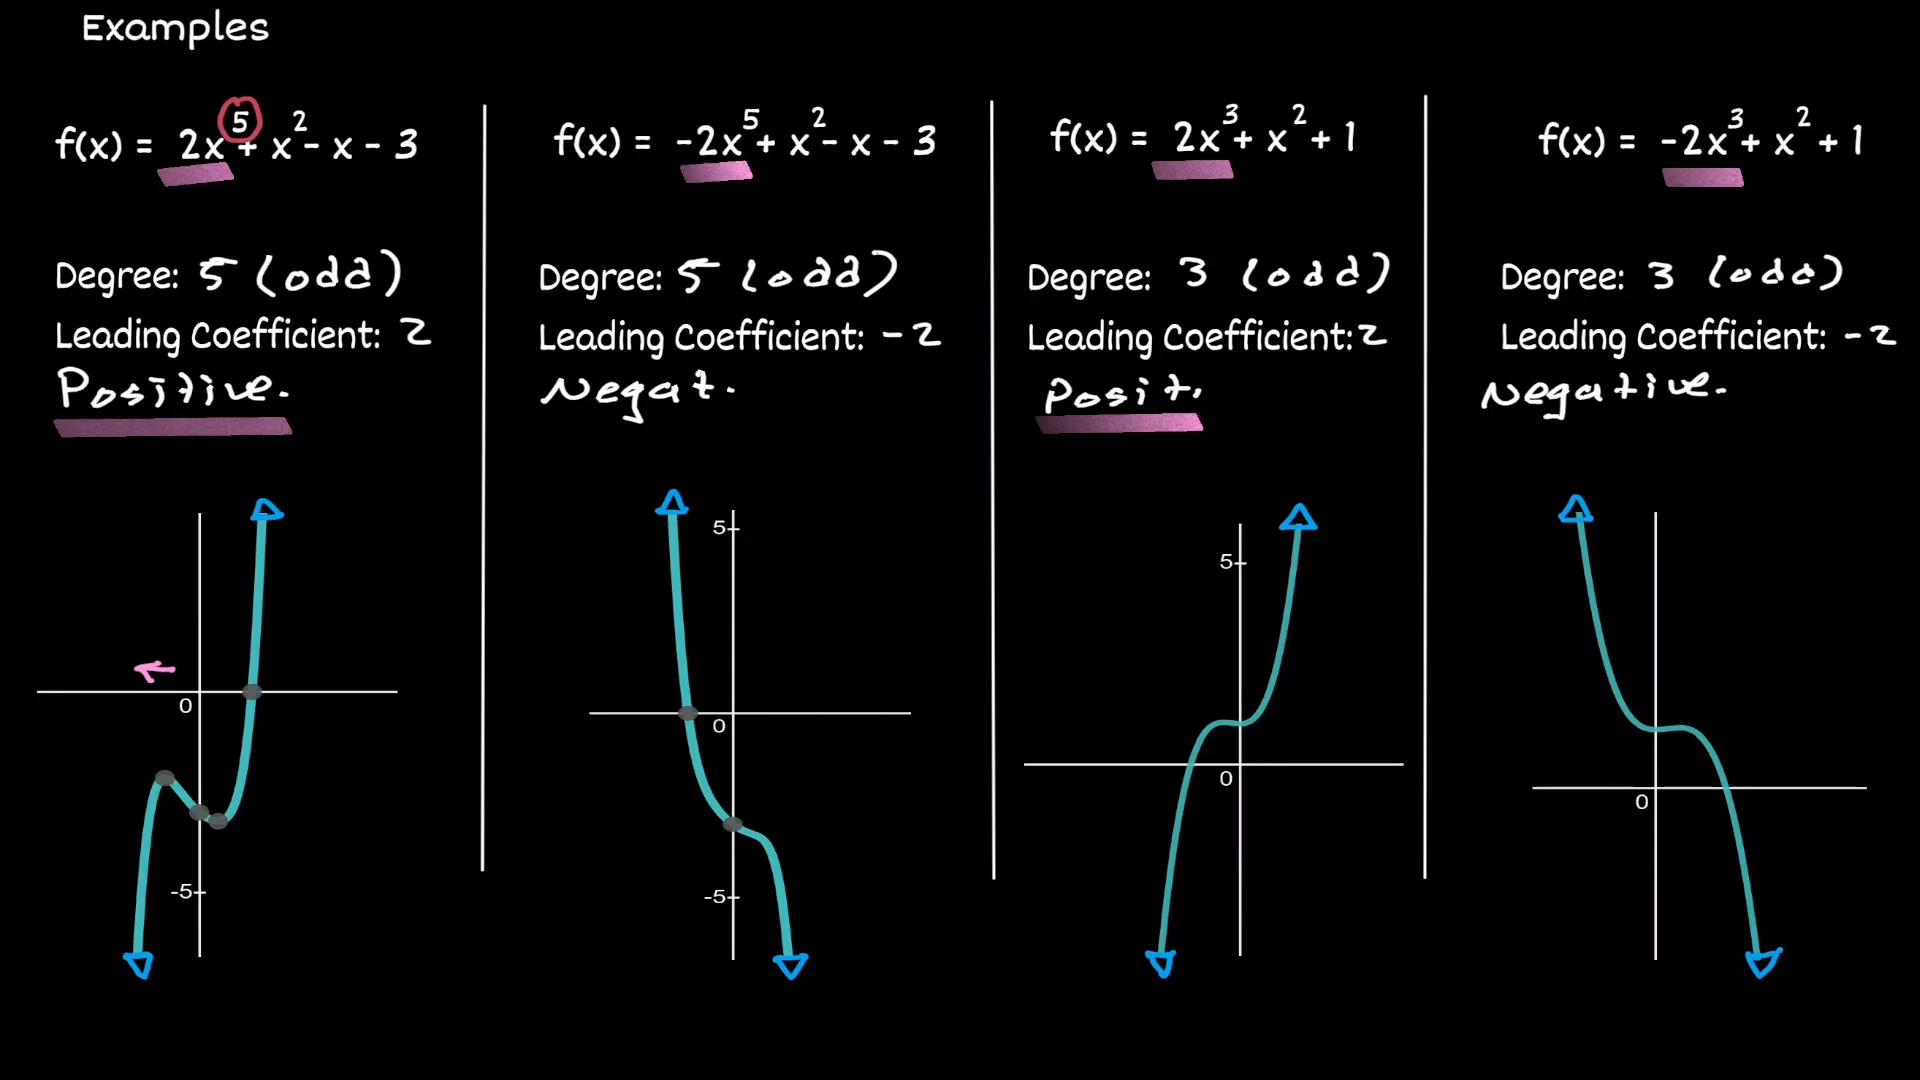 Examples
f(x) = 2x⁵+ x²- x - 3
Degree: 5 (odd)
Leading Coefficient: 2
Positive.
0
-5
f(x) = -2x⁵+ x²- x - 3
Degree: 5 (odd)
Leading Coefficient: -2
Negat.
5
0
-5
f(x) = 2x³+ x²+ 1
Degree: 3 (odd)
Leading Coefficient: 2
Posit.
5
0
f(x) = -2x³+ x²+ 1
Degree: 3 (odd)
Leading Coefficient: -2
Negative.
0